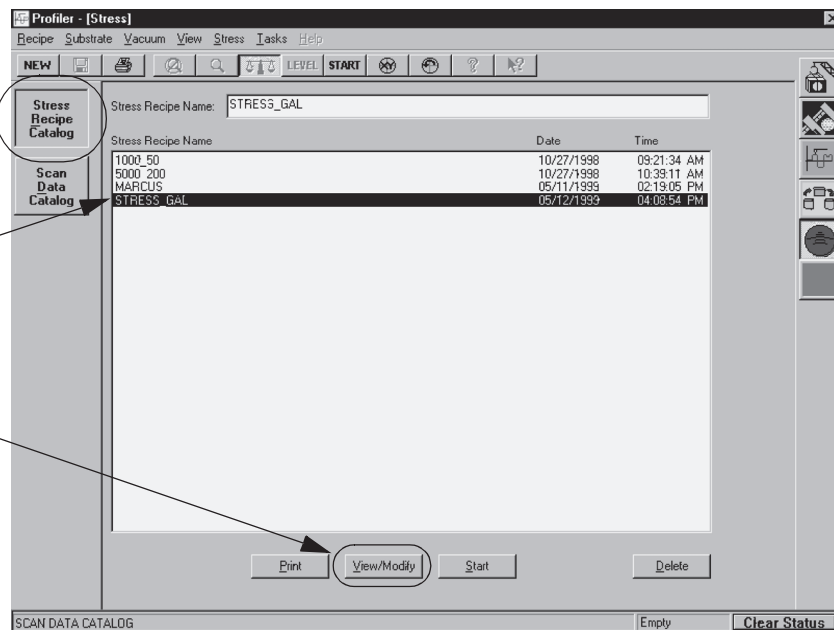 Profiler - [Stress]
Recipe Substrate Vacuum View Stress Tasks Help
NEW LEVEL START XY
Stress Recipe Catalog
Scan Data Catalog
Stress Recipe Name: STRESS_GAL
Stress Recipe Name Date Time
1000_50 10/27/1998 09:21:34 AM
5000_200 10/27/1998 10:39:11 AM
MARCUS 05/11/1999 02:19:05 PM
STRESS_GAL 05/12/1999 04:08:54 PM
Print View/Modify Start Delete
SCAN DATA CATALOG Empty Clear Status